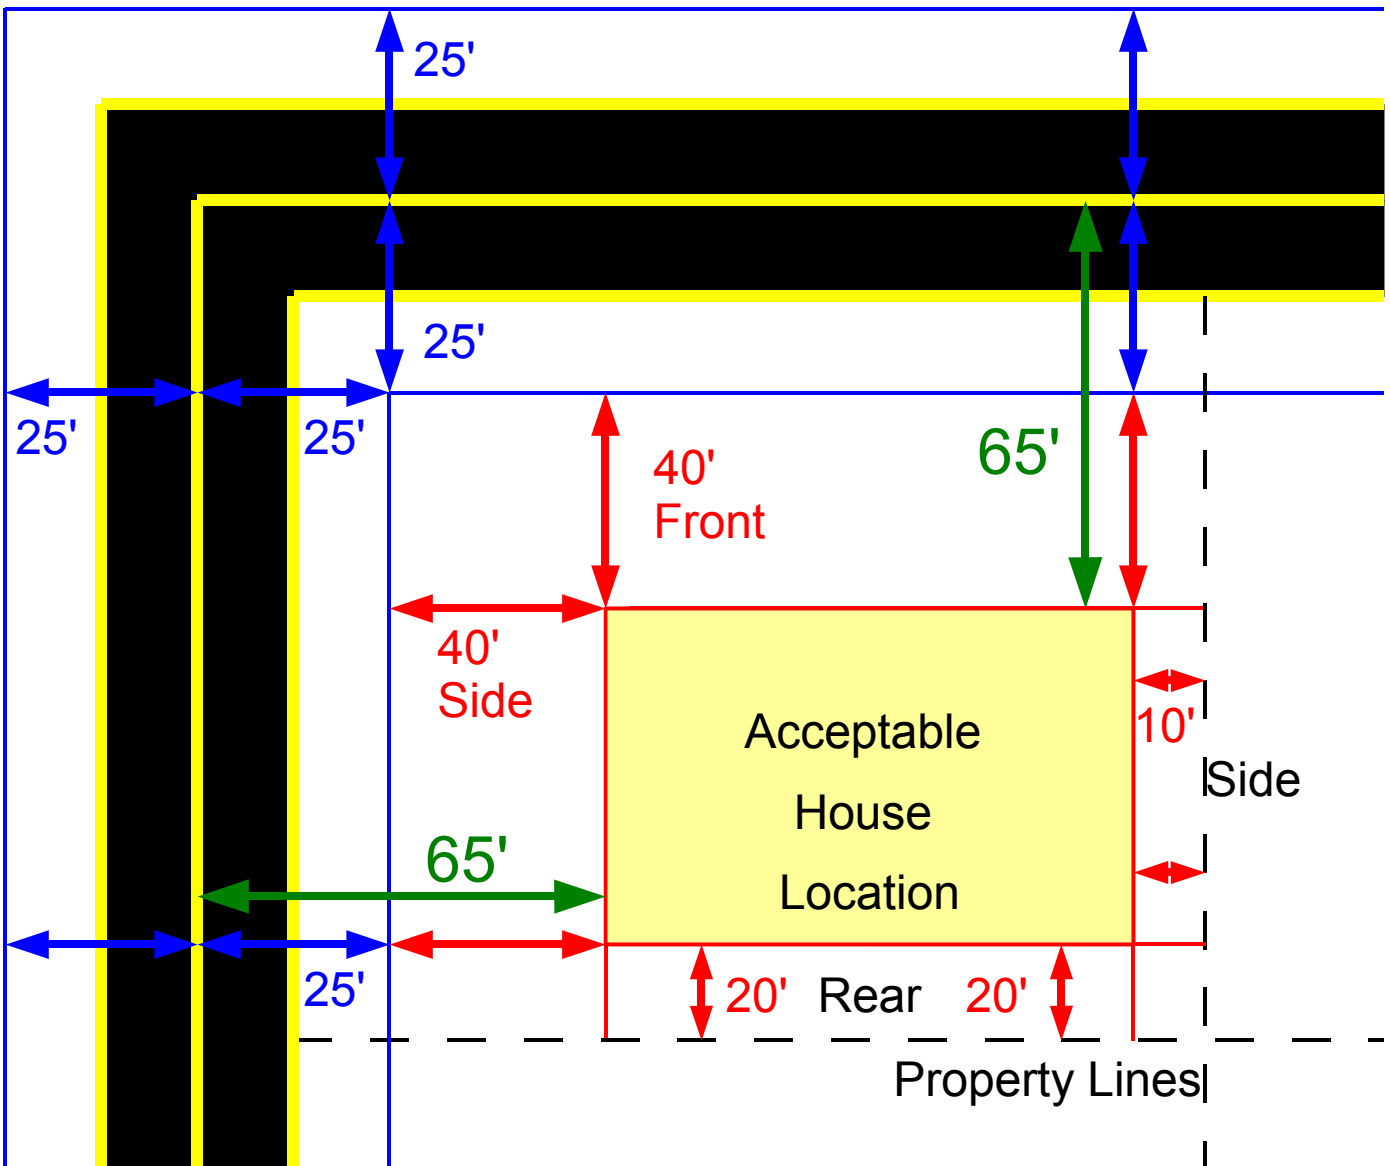 25'
25'
25'
25'
65'
40'
Front
40'
Side
10'
Acceptable
House
Location
Side
65'
25'
20'
Rear
20'
Property Lines